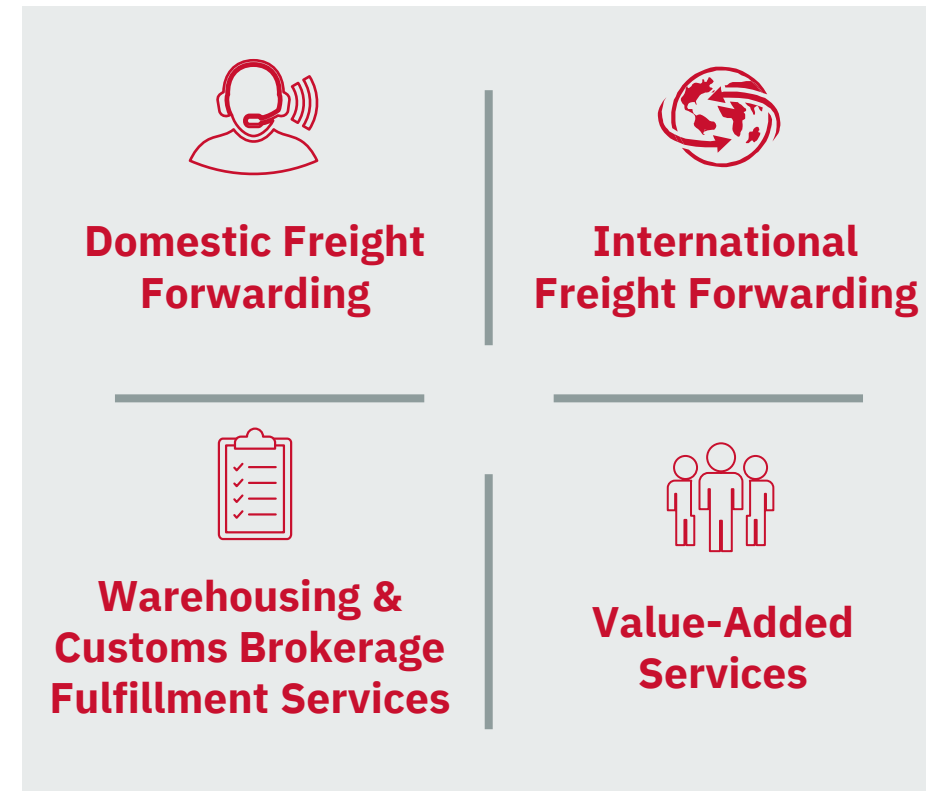 Domestic Freight
Forwarding
International
Freight Forwarding
Warehousing &
Customs Brokerage
Fulfillment Services
Value-Added
Services